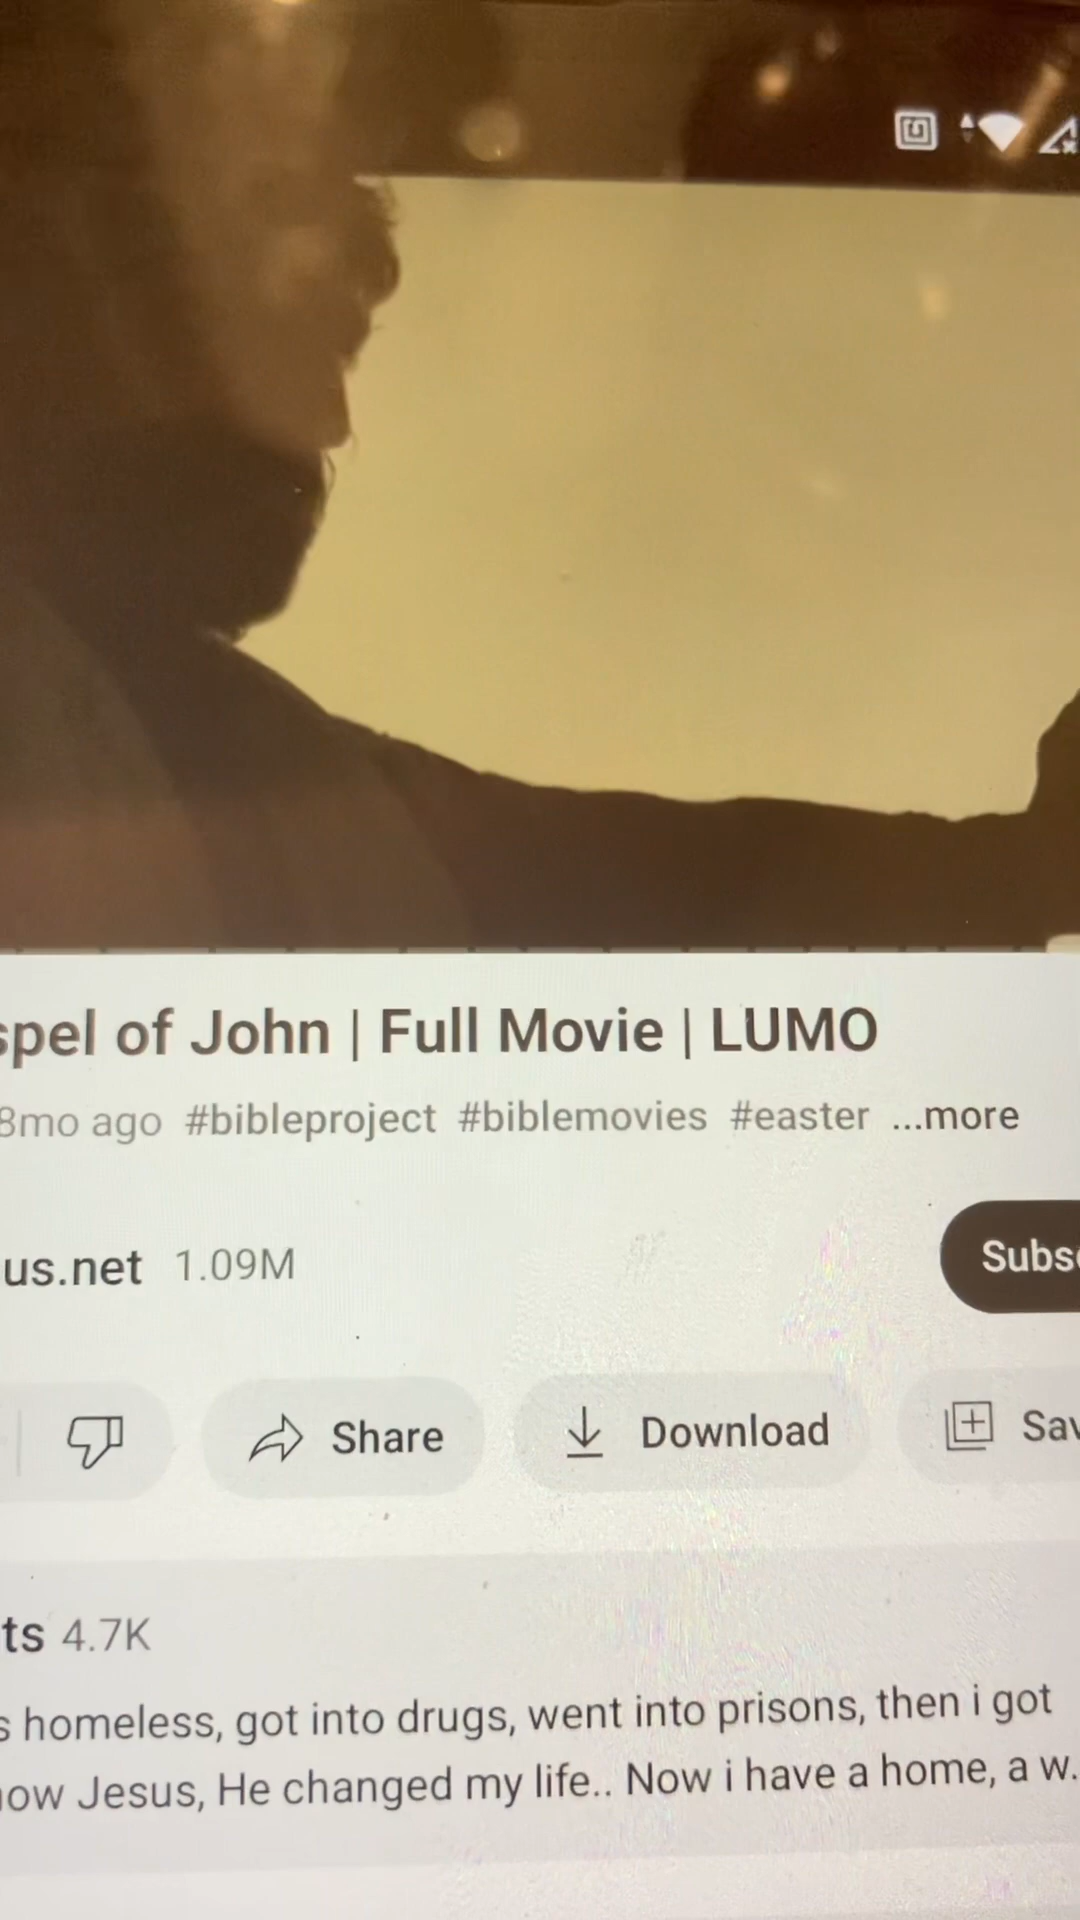 spel of John | Full Movie | LUMO
8mo ago #bibleproject #biblemovies #easter ...more
us.net 1.09M
Subs
Share
Download
Sav
ts 4.7K
s homeless, got into drugs, went into prisons, then i got
now Jesus, He changed my life.. Now i have a home, a w.